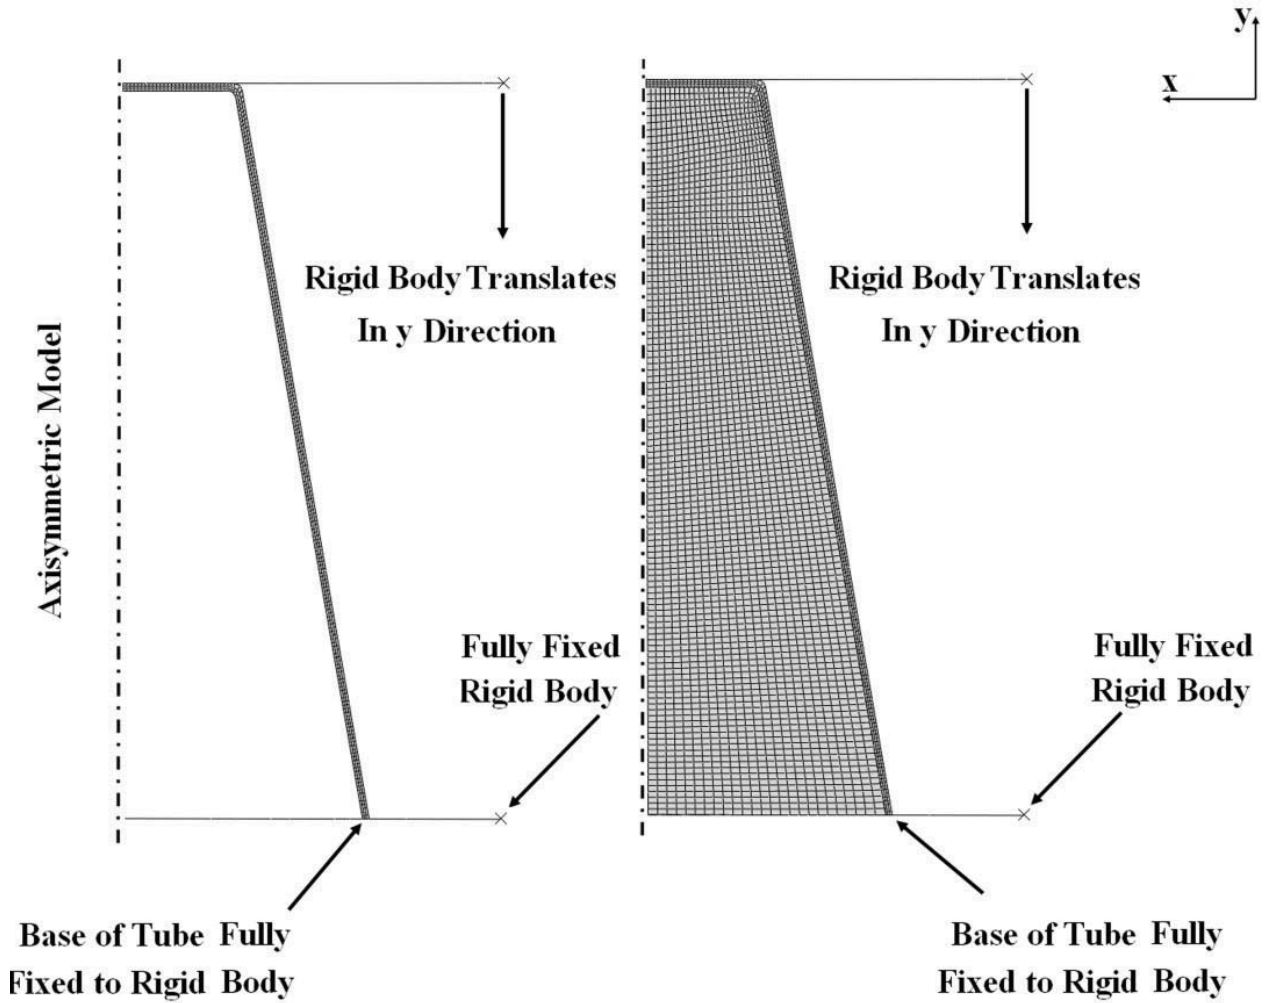 y
x
Rigid Body Translates
In y Direction
Rigid Body Translates
In y Direction
Axisymmetric Model
Fully Fixed
Rigid Body
Fully Fixed
Rigid Body
Base of Tube Fully
Fixed to Rigid Body
Base of Tube Fully
Fixed to Rigid Body